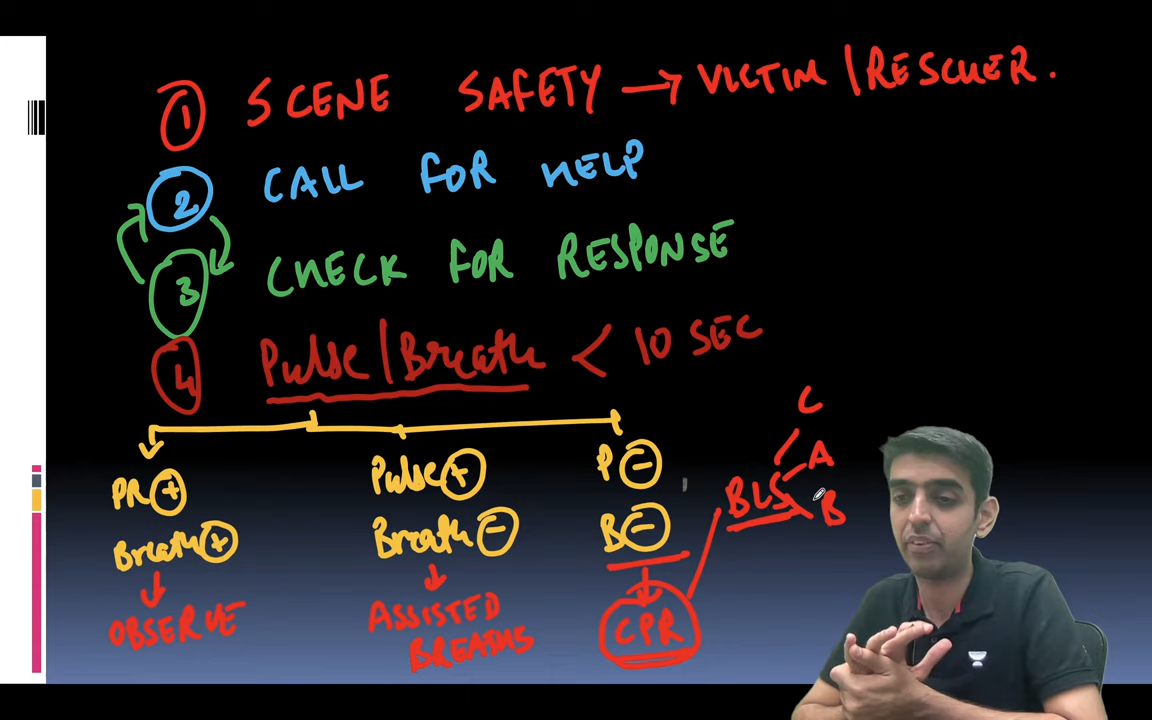 1 SCENE SAFETY → VICTIM / RESCUER.
2 CALL FOR HELP
3 CHECK FOR RESPONSE
4 Pulse / Breath < 10 SEC
PR +
Breath +
OBSERVE
Pulse +
Breath -
ASSISTED
BREATHS
P -
B -
CPR
BLS
C
A
B